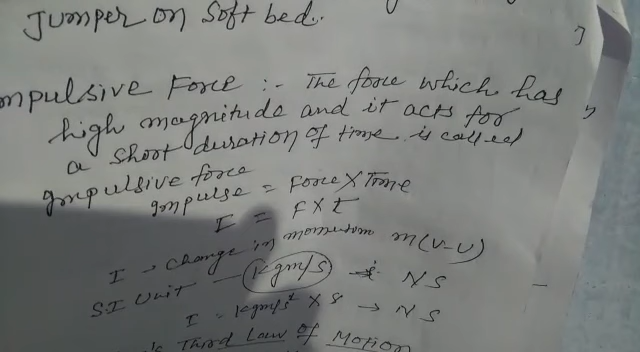 Jumper on Soft bed..
mpulsive Force :- The force which has
high magnitude and it acts for
a short duration of time is called
Impulsive force
Impulse = Force X Time
I = F X t
I → change in momentum m(v-u)
S.I Unit - kgm/s → NS
I = kgm/s² X S → NS
's Third Law of Motion